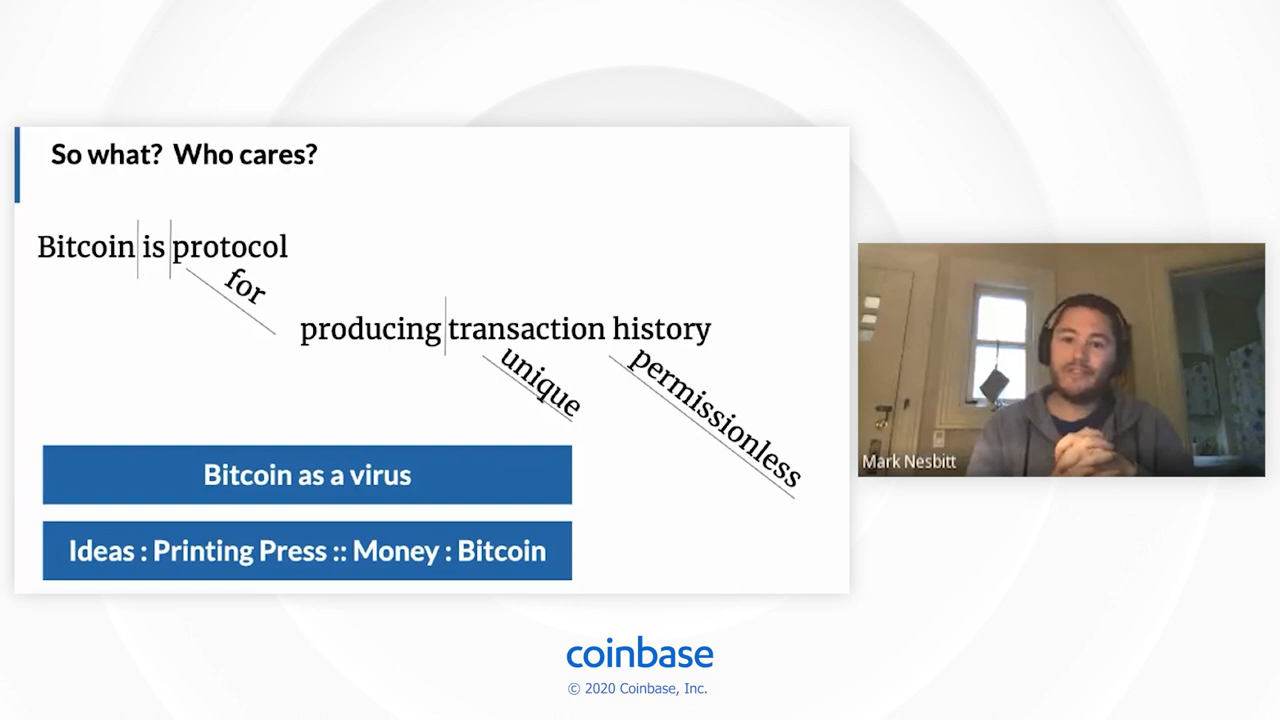 So what? Who cares?
Bitcoin is protocol
for
producing transaction history
unique
permissionless
Bitcoin as a virus
Ideas : Printing Press :: Money : Bitcoin
Mark Nesbitt
coinbase
© 2020 Coinbase, Inc.